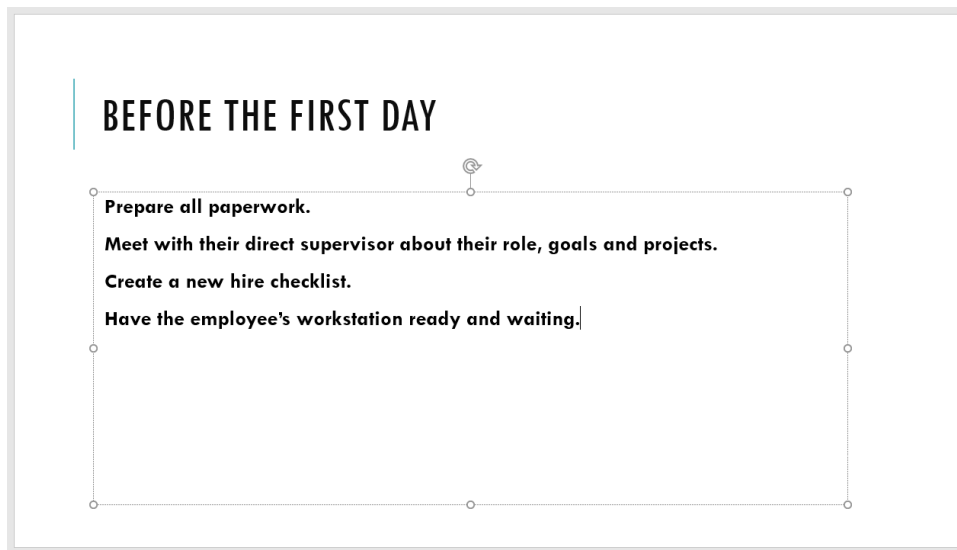 BEFORE THE FIRST DAY
Prepare all paperwork.
Meet with their direct supervisor about their role, goals and projects.
Create a new hire checklist.
Have the employee’s workstation ready and waiting.